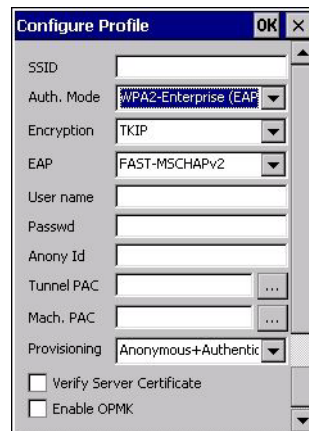 Configure Profile OK ×
SSID
Auth. Mode WPA2-Enterprise (EAP
Encryption TKIP
EAP FAST-MSCHAPv2
User name
Passwd
Anony Id
Tunnel PAC ...
Mach. PAC ...
Provisioning Anonymous+Authentic
Verify Server Certificate
Enable OPMK